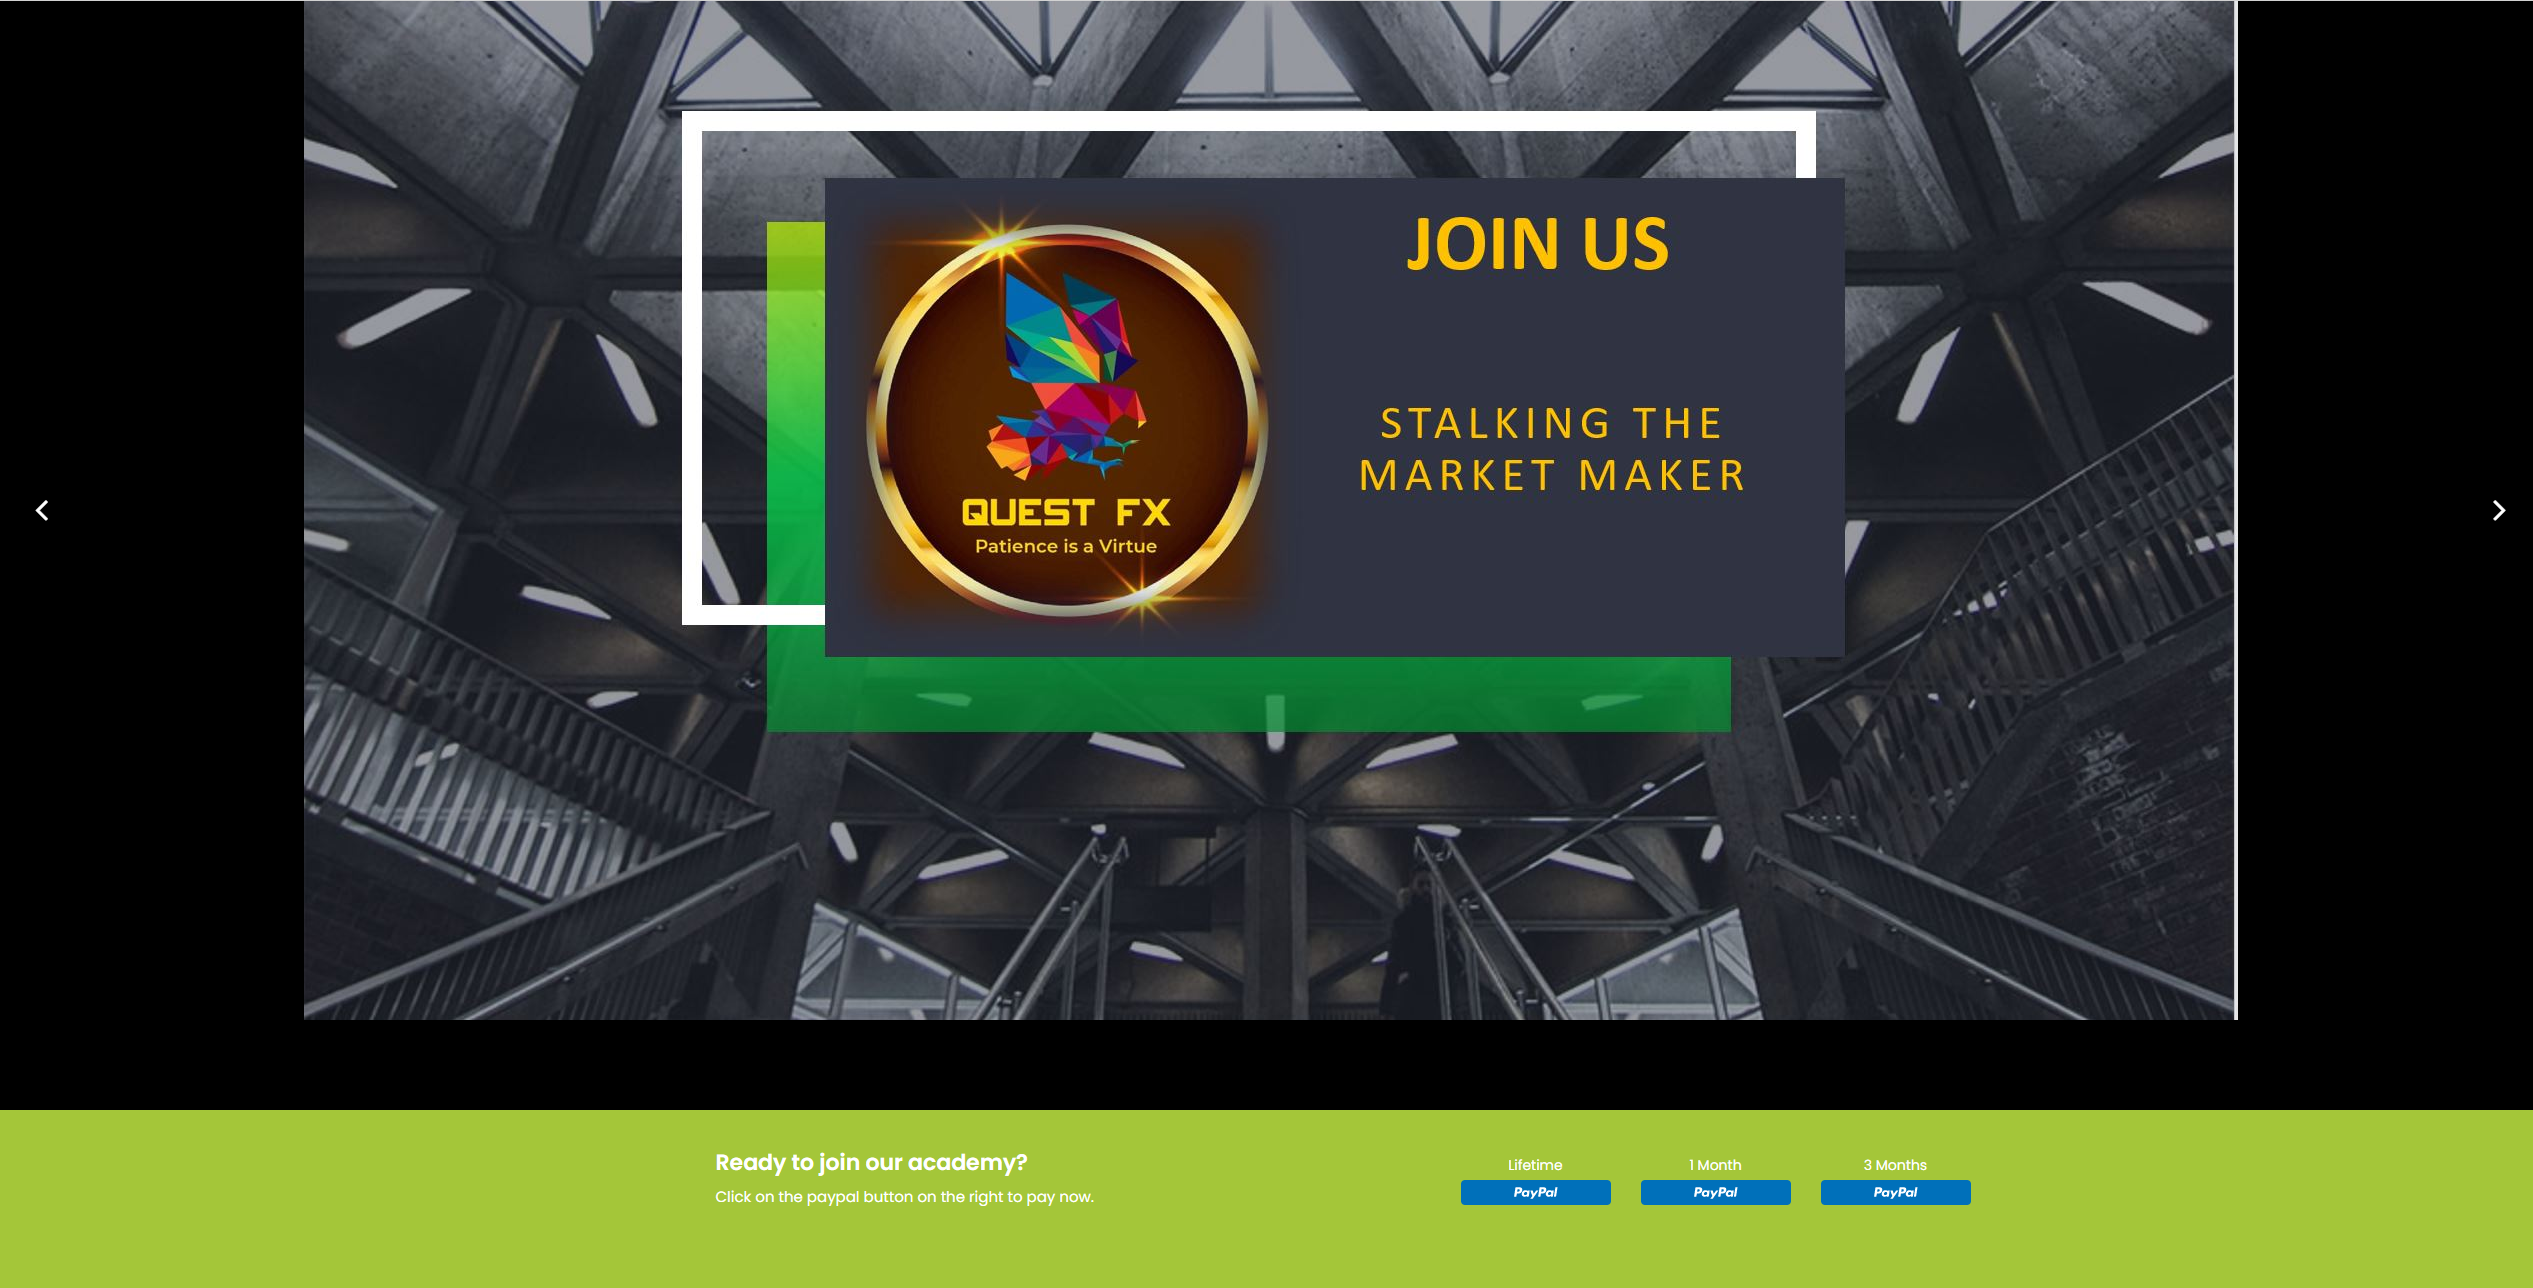 JOIN US
STALKING THE
MARKET MAKER
QUEST FX
Patience is a Virtue
Ready to join our academy?
Click on the paypal button on the right to pay now.
Lifetime
PayPal
1 Month
PayPal
3 Months
PayPal